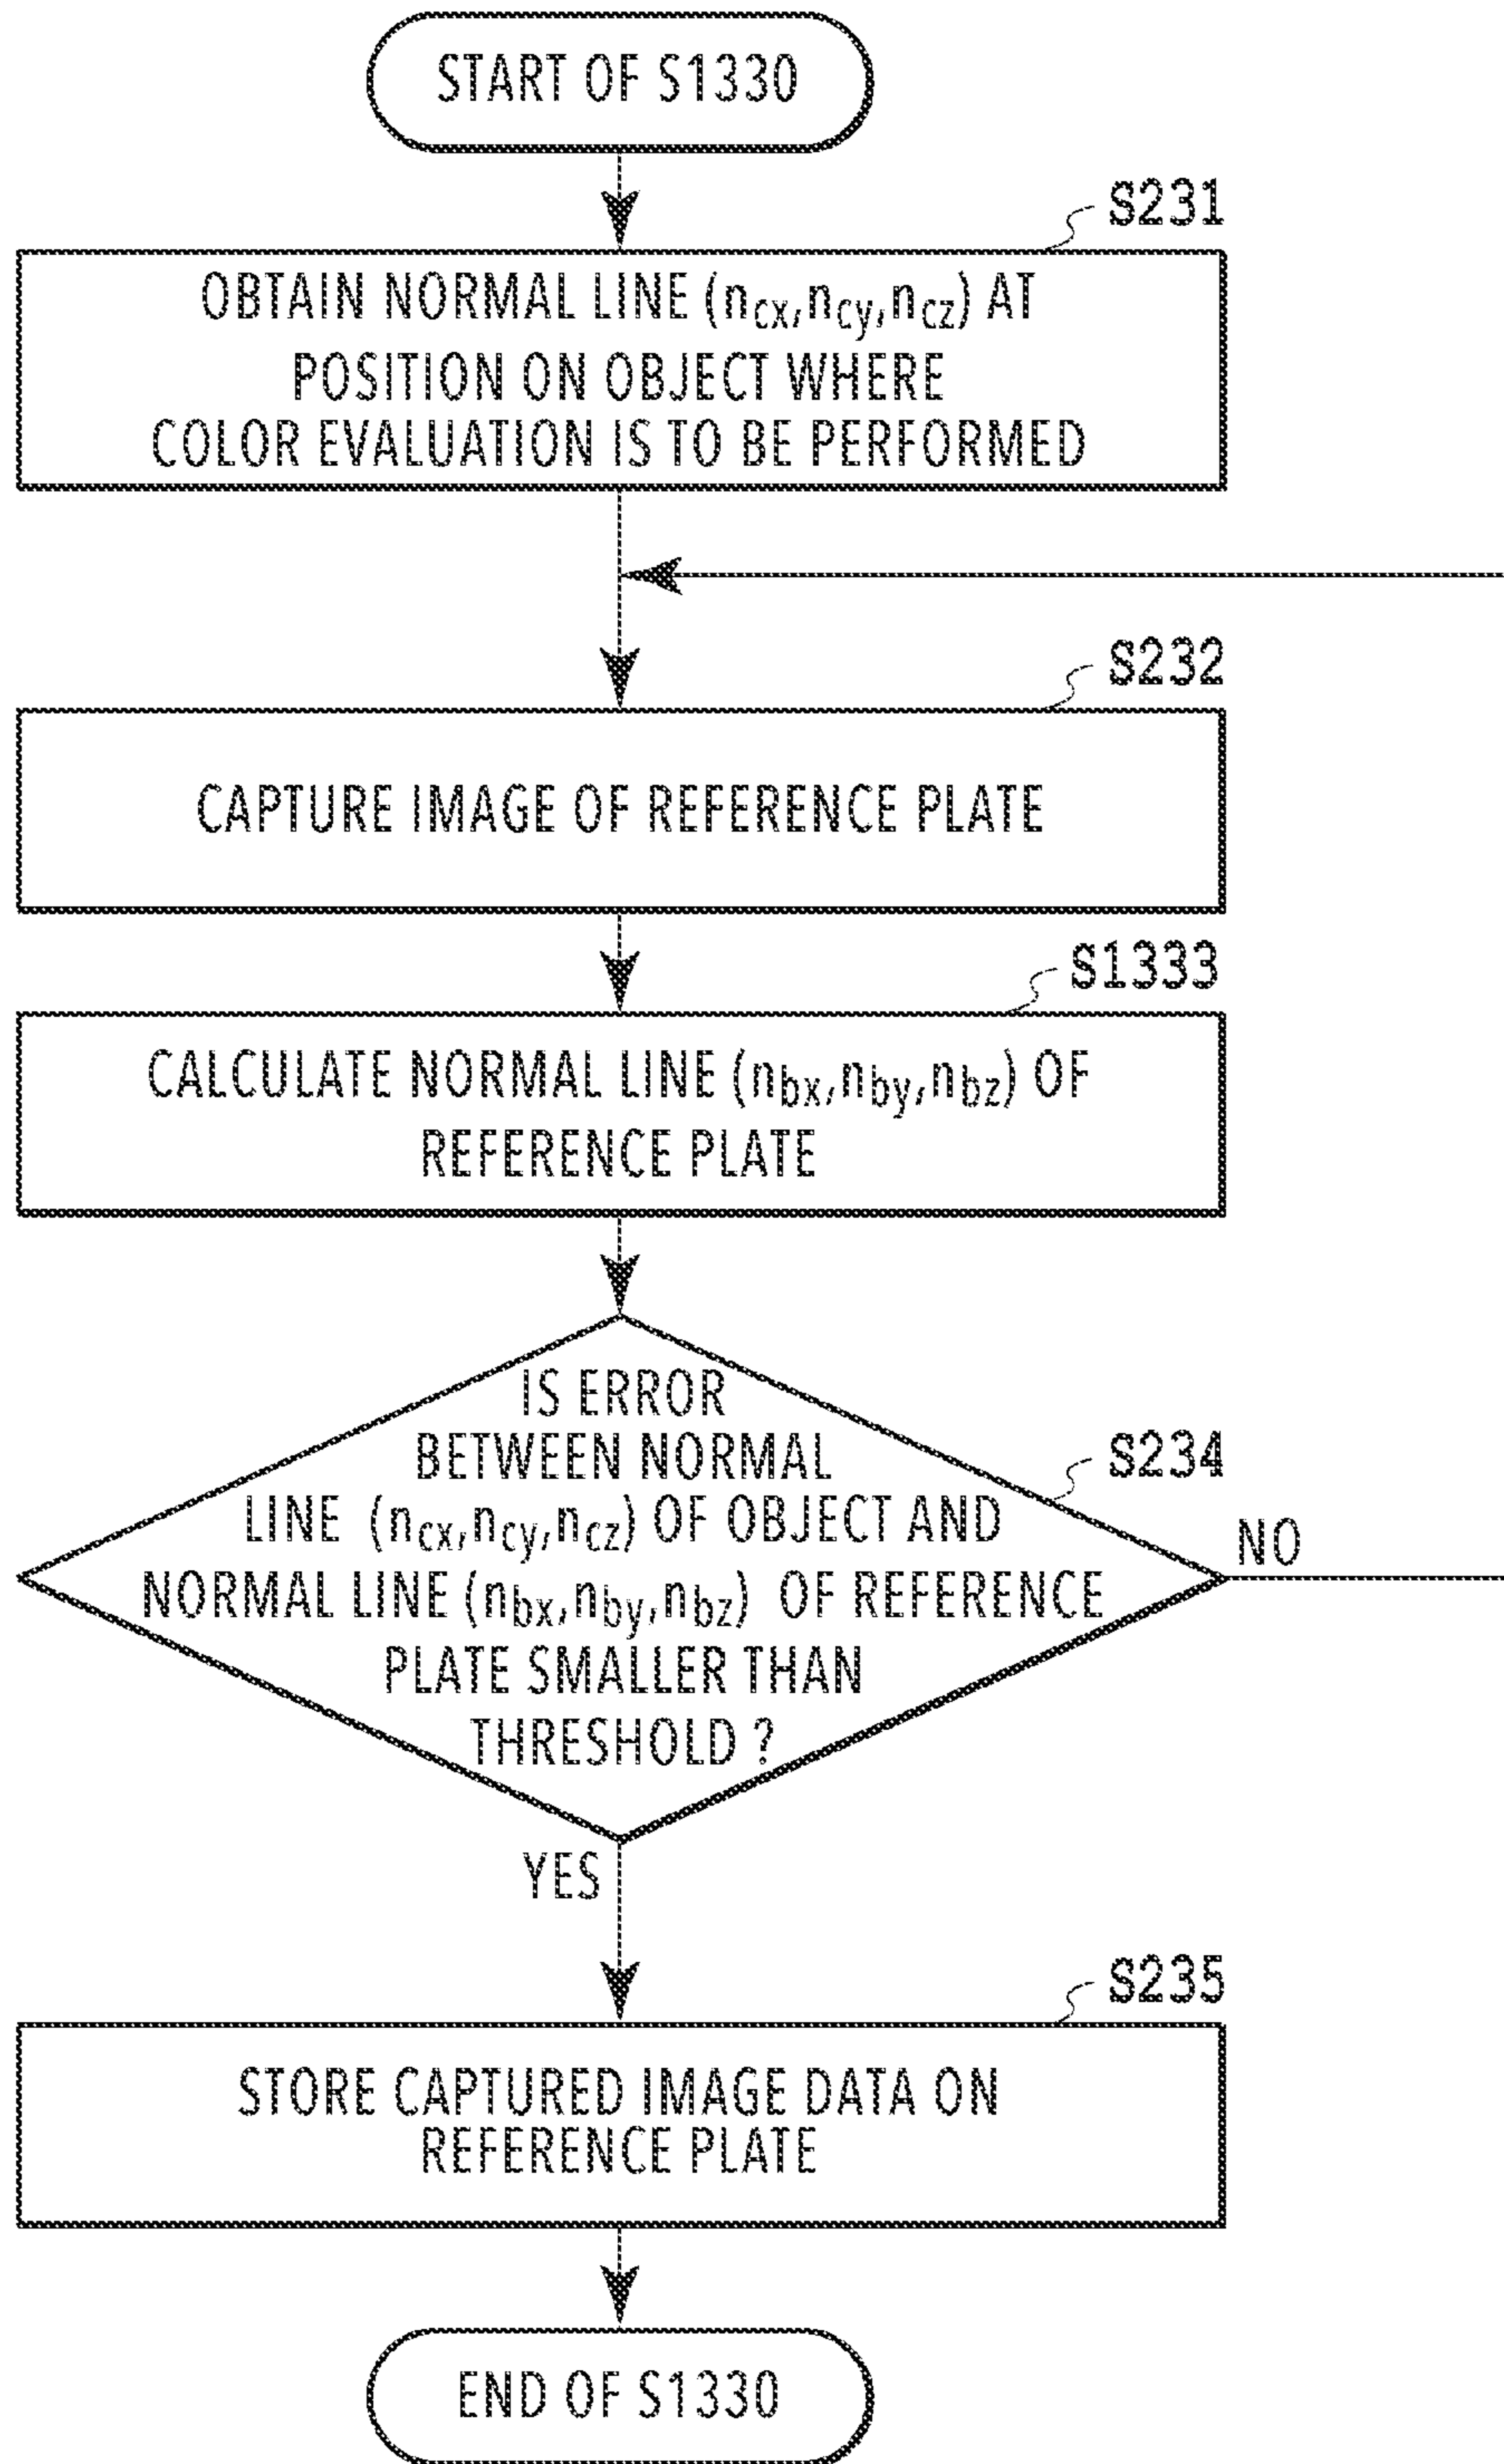 START OF S1330
S231
OBTAIN NORMAL LINE (ncx,ncy,ncz) AT
POSITION ON OBJECT WHERE
COLOR EVALUATION IS TO BE PERFORMED
S232
CAPTURE IMAGE OF REFERENCE PLATE
S1333
CALCULATE NORMAL LINE (nbx,nby,nbz) OF
REFERENCE PLATE
IS ERROR
BETWEEN NORMAL
S234
LINE (ncx,ncy,ncz) OF OBJECT AND
NO
NORMAL LINE (nbx,nby,nbz) OF REFERENCE
PLATE SMALLER THAN
THRESHOLD ?
YES
S235
STORE CAPTURED IMAGE DATA ON
REFERENCE PLATE
END OF S1330